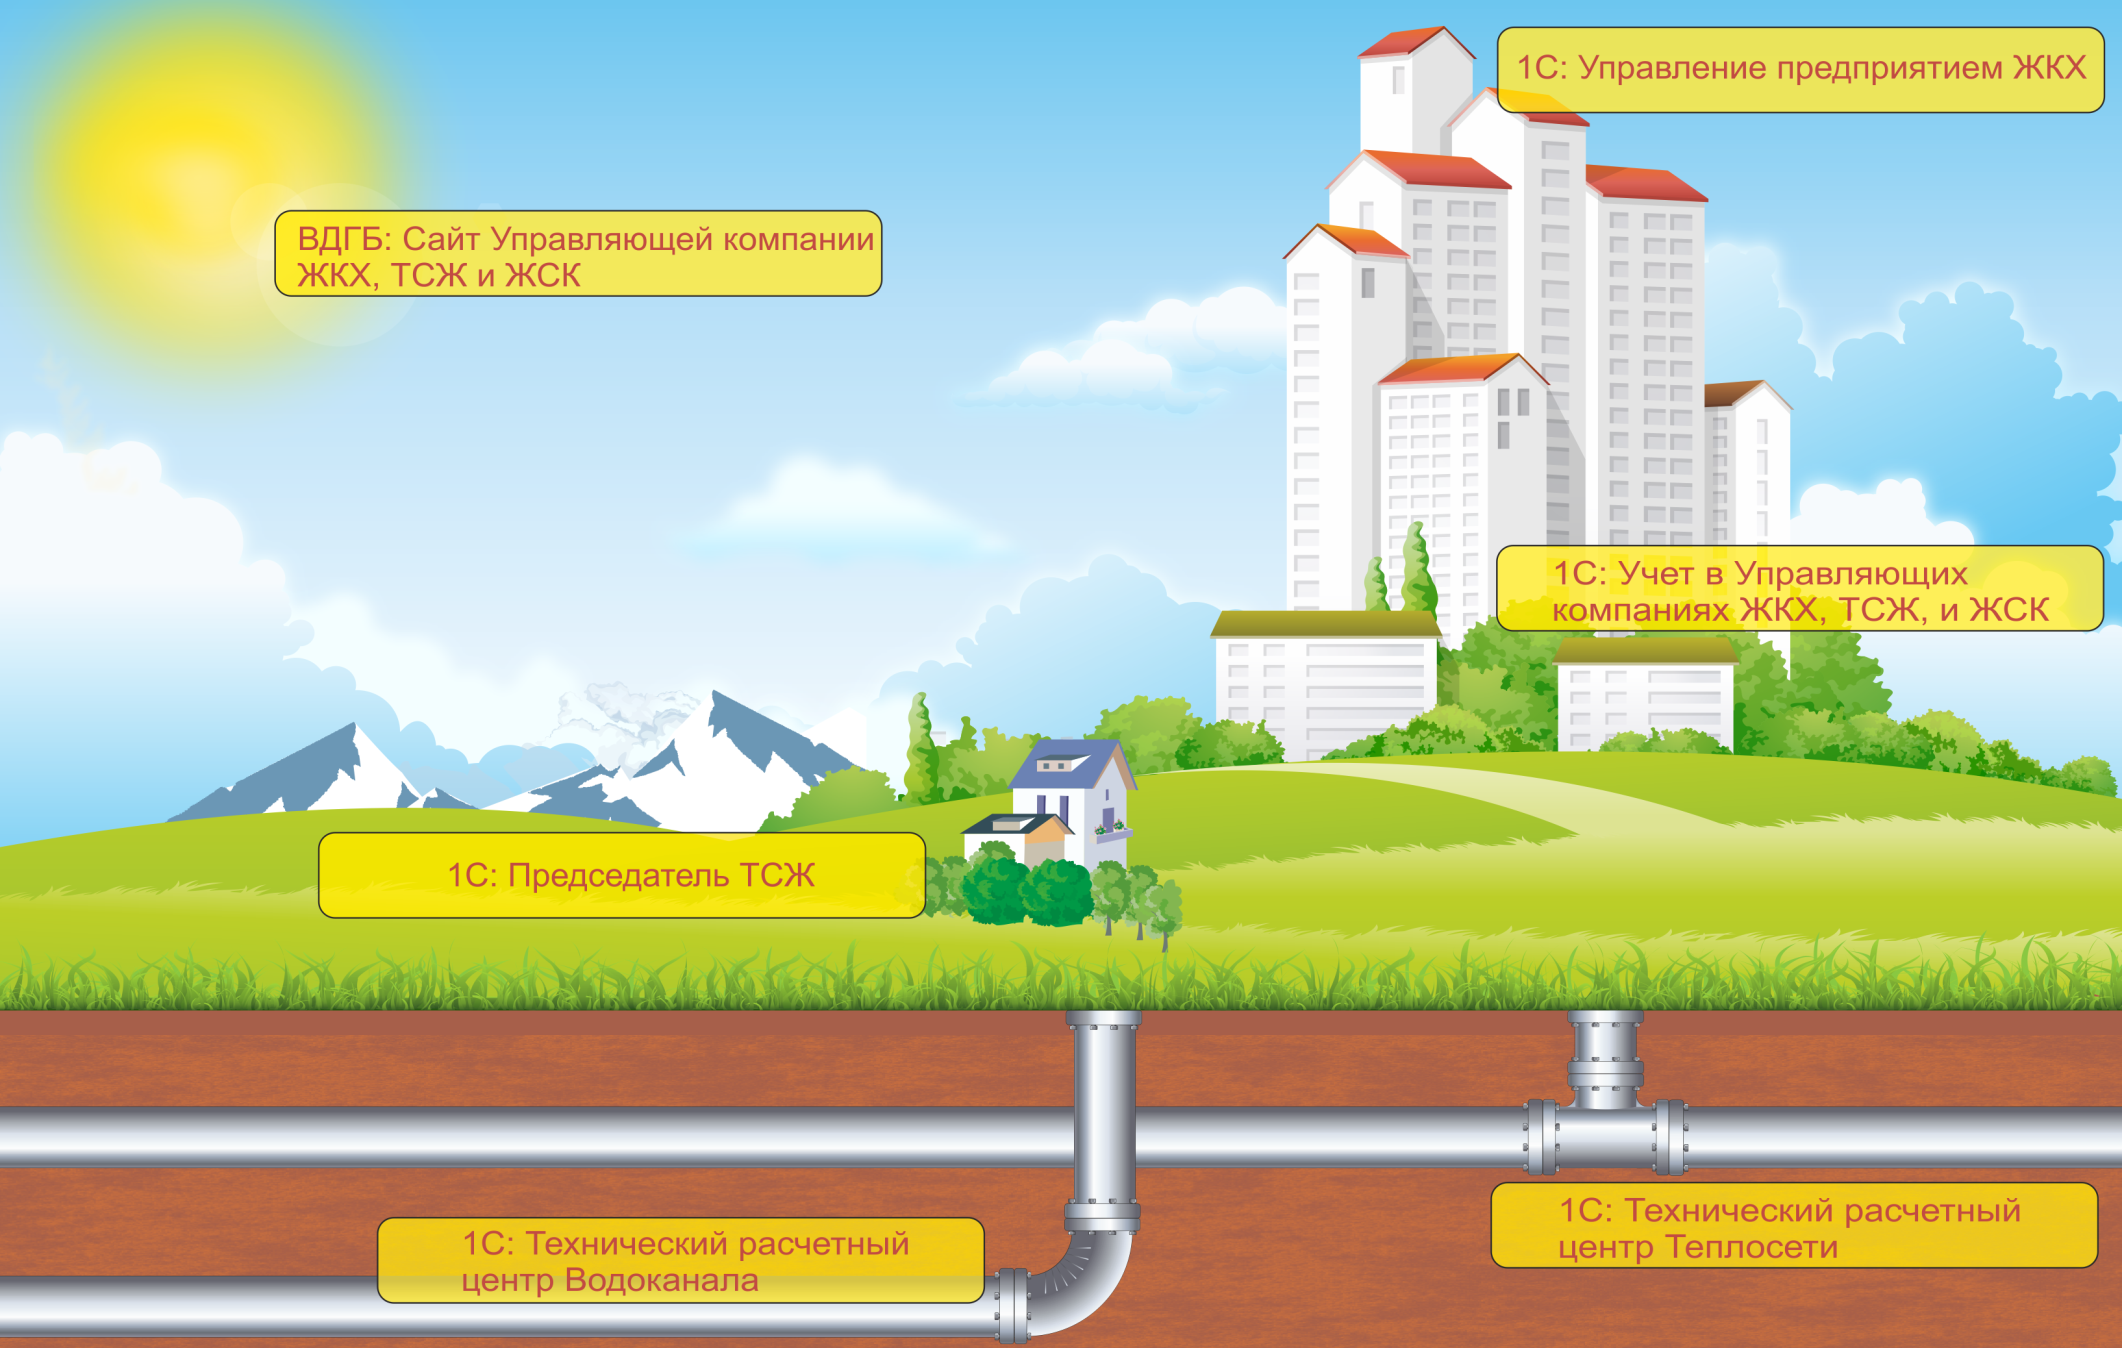 1С: Управление предприятием ЖКХ
ВДГБ: Сайт Управляющей компании
ЖКХ, ТСЖ и ЖСК
1С: Учет в Управляющих
компаниях ЖКХ, ТСЖ, и ЖСК
1С: Председатель ТСЖ
1С: Технический расчетный
центр Теплосети
1С: Технический расчетный
центр Водоканала